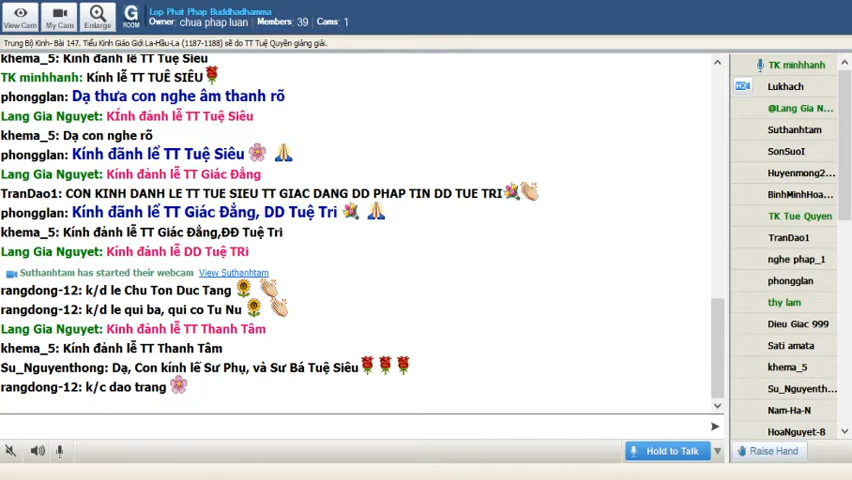 View Cam
My Cam
Enlarge
G
ROOM
Lop Phat Phap Buddhadhamma
Owner: chua phap luan Members: 39 Cams: 1
Trung Bộ Kinh- Bài 147. Tiểu Kinh Giáo Giới La-Hầu-La (1187-1188) sẽ do TT Tuệ Quyền giảng giải.
khema_5: Kính đảnh lễ TT Tuệ Siêu
TK minhhanh: Kính lễ TT TUÊ SIÊU
phongglan: Dạ thưa con nghe âm thanh rõ
Lang Gia Nguyet: KÍnh đảnh lễ TT Tuệ Siêu
khema_5: Dạ con nghe rõ
phongglan: Kính đãnh lể TT Tuệ Siêu
Lang Gia Nguyet: Kính đảnh lễ TT Giác Đẳng
TranDao1: CON KINH DANH LE TT TUE SIEU TT GIAC DANG DD PHAP TIN DD TUE TRI
phongglan: Kính đãnh lể TT Giác Đẳng, DD Tuệ Tri
khema_5: Kính đảnh lễ TT Giác Đẳng,ĐĐ Tuệ Tri
Lang Gia Nguyet: Kính đảnh lễ DD Tuệ TRi
Suthanhtam has started their webcam View Suthanhtam
rangdong-12: k/d le Chu Ton Duc Tang
rangdong-12: k/d le qui ba, qui co Tu Nu
Lang Gia Nguyet: Kinh đảnh lễ TT Thanh Tâm
khema_5: Kính đảnh lễ TT Thanh Tâm
Su_Nguyenthong: Dạ, Con kính lễ Sư Phụ, và Sư Bá Tuệ Siêu
rangdong-12: k/c dao trang
TK minhhanh
HD
Lukhach
@Lang Gia N...
Suthanhtam
SonSuoI
Huyenmong2...
BinhMinhHoa...
TK Tue Quyen
TranDao1
nghe phap_1
phongglan
thy lam
Dieu Giac 999
Sati amata
khema_5
Su_Nguyenth...
Nam-Ha-N
HoaNguyet-8
Hold to Talk
Raise Hand